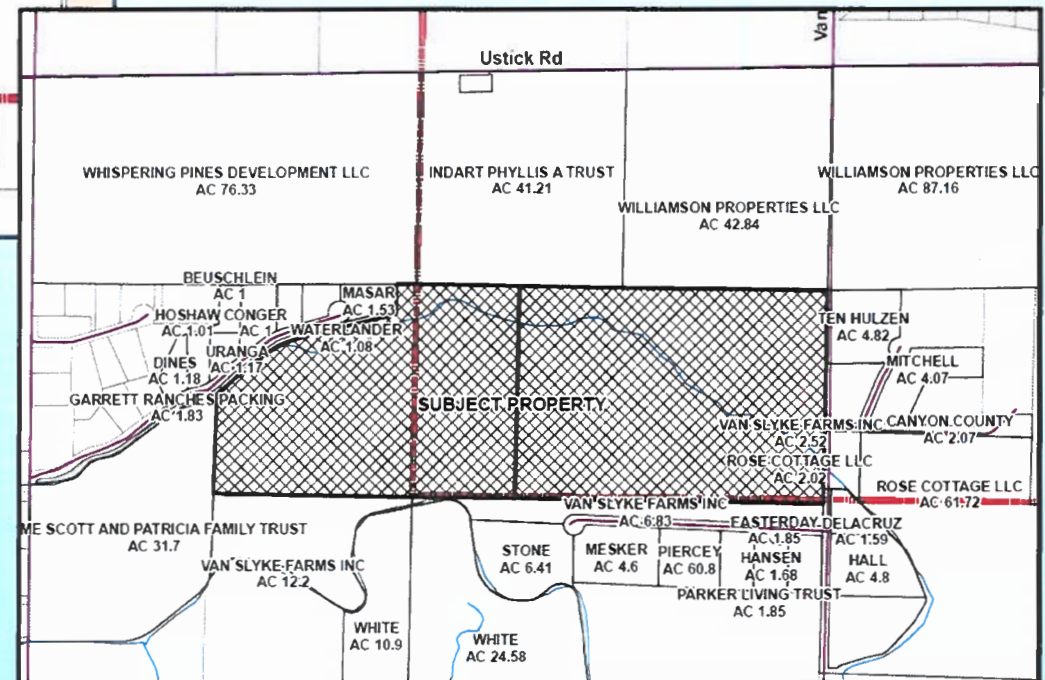 Van
Ustick Rd
WHISPERING PINES DEVELOPMENT LLC
AC 76.33
INDART PHYLLIS A TRUST
AC 41.21
WILLIAMSON PROPERTIES LLC
AC 87.16
WILLIAMSON PROPERTIES LLC
AC 42.84
BEUSCHLEIN
AC 1
MASAR
AC 1.53
HOSHAW CONGER
AC 1.01 AC 1
WATERLANDER
AC 1.08
TEN HULZEN
AC 4.82
URANGA
AC 1.17
DINES
AC 1.18
MITCHELL
AC 4.07
GARRETT RANCHES PACKING
AC 1.83
SUBJECT PROPERTY
VAN SLYKE FARMS INC
AC 2.52
CANYON COUNTY
AC 2.07
ROSE COTTAGE LLC
AC 2.02
ROSE COTTAGE LLC
AC 61.72
VAN SLYKE FARMS INC
AC 6.83
ME SCOTT AND PATRICIA FAMILY TRUST
AC 31.7
EASTERDAY DELACRUZ
AC 1.85 AC 1.59
STONE
AC 6.41
MESKER
AC 4.6
PIERCEY
AC 60.8
HANSEN
AC 1.68
HALL
AC 4.8
VAN SLYKE FARMS INC
AC 12.2
PARKER LIVING TRUST
AC 1.85
WHITE
AC 10.9
WHITE
AC 24.58